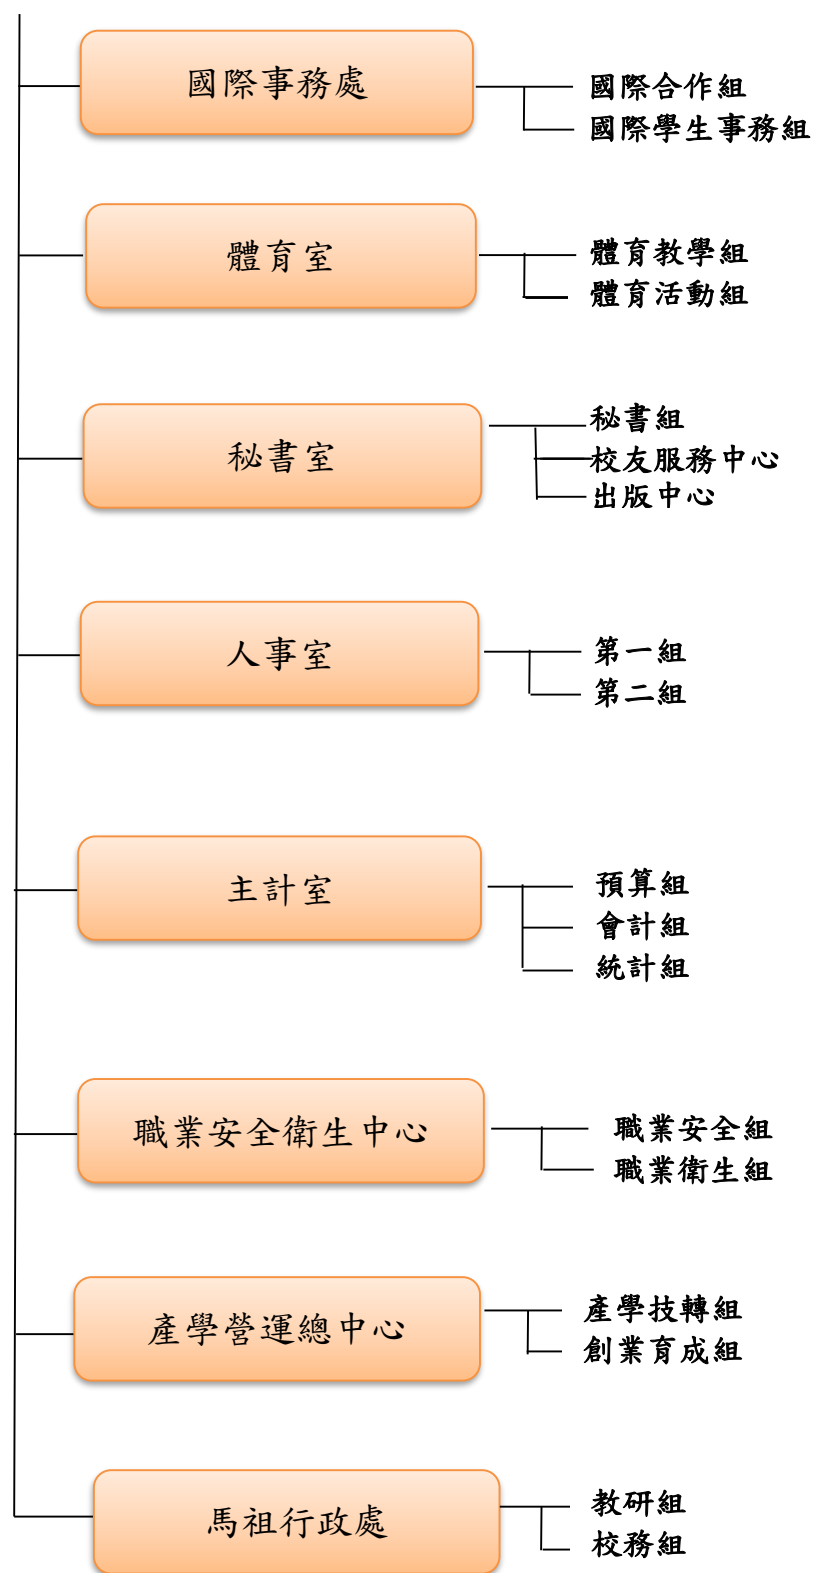 國際事務處
國際合作組
國際學生事務組
體育室
體育教學組
體育活動組
秘書室
秘書組
校友服務中心
出版中心
人事室
第一組
第二組
主計室
預算組
會計組
統計組
職業安全衛生中心
職業安全組
職業衛生組
產學營運總中心
產學技轉組
創業育成組
馬祖行政處
教研組
校務組